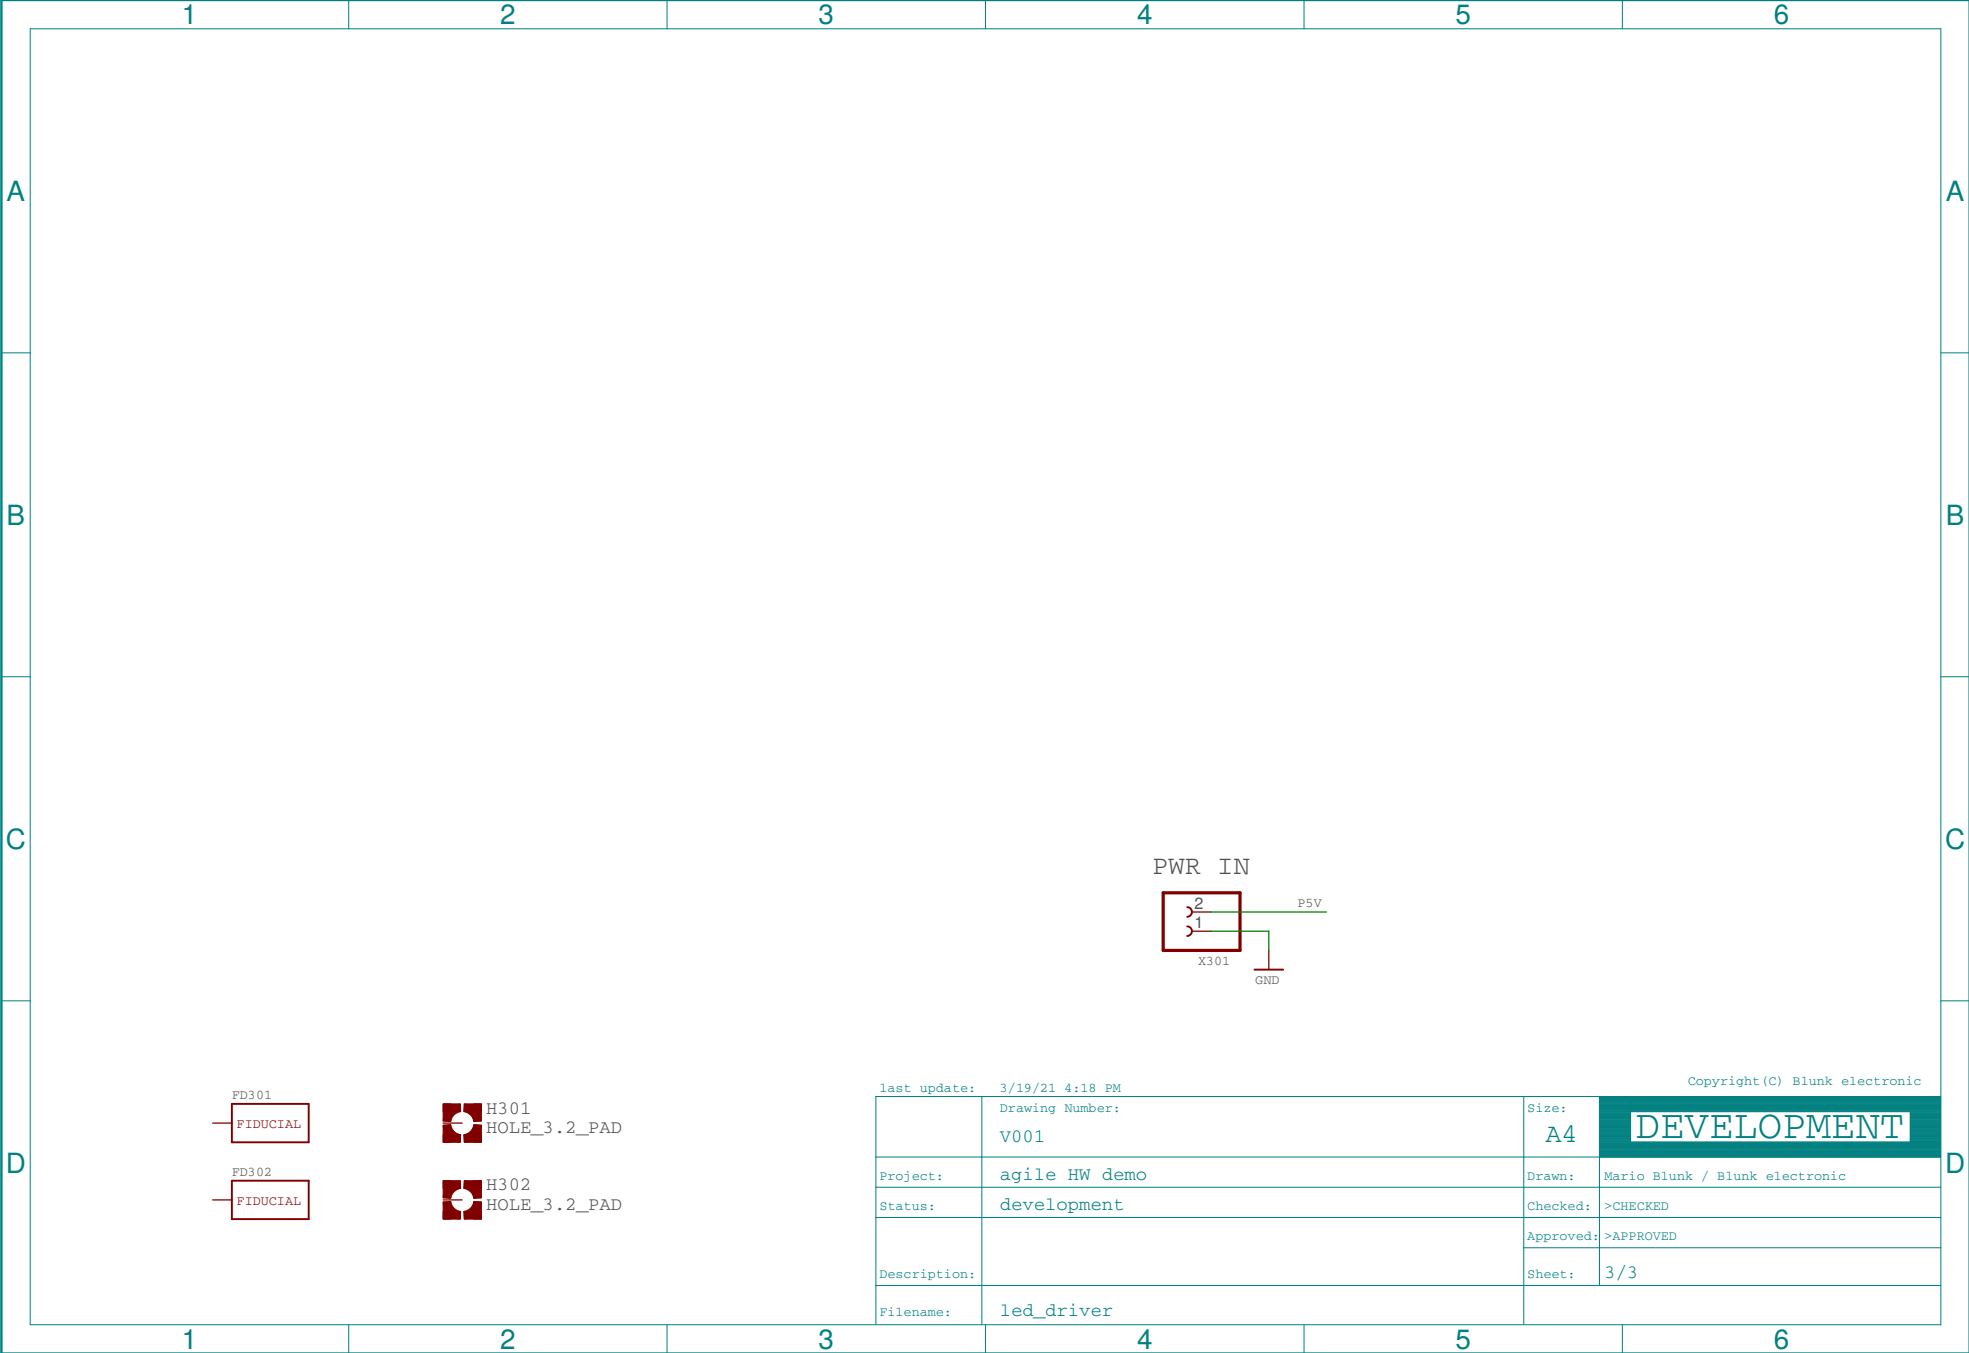 1 2 3 4 5 6
A A
B B
C C
PWR IN
2 P5V
1
X301
GND
D D
FD301
FIDUCIAL
FD302
FIDUCIAL
H301
HOLE_3.2_PAD
H302
HOLE_3.2_PAD
last update: 3/19/21 4:18 PM
Copyright(C) Blunk electronic
Drawing Number:
V001
Size:
A4
DEVELOPMENT
Project: agile HW demo
Drawn: Mario Blunk / Blunk electronic
Status: development
Checked: >CHECKED
Approved: >APPROVED
Description:
Sheet: 3/3
Filename: led_driver
1 2 3 4 5 6